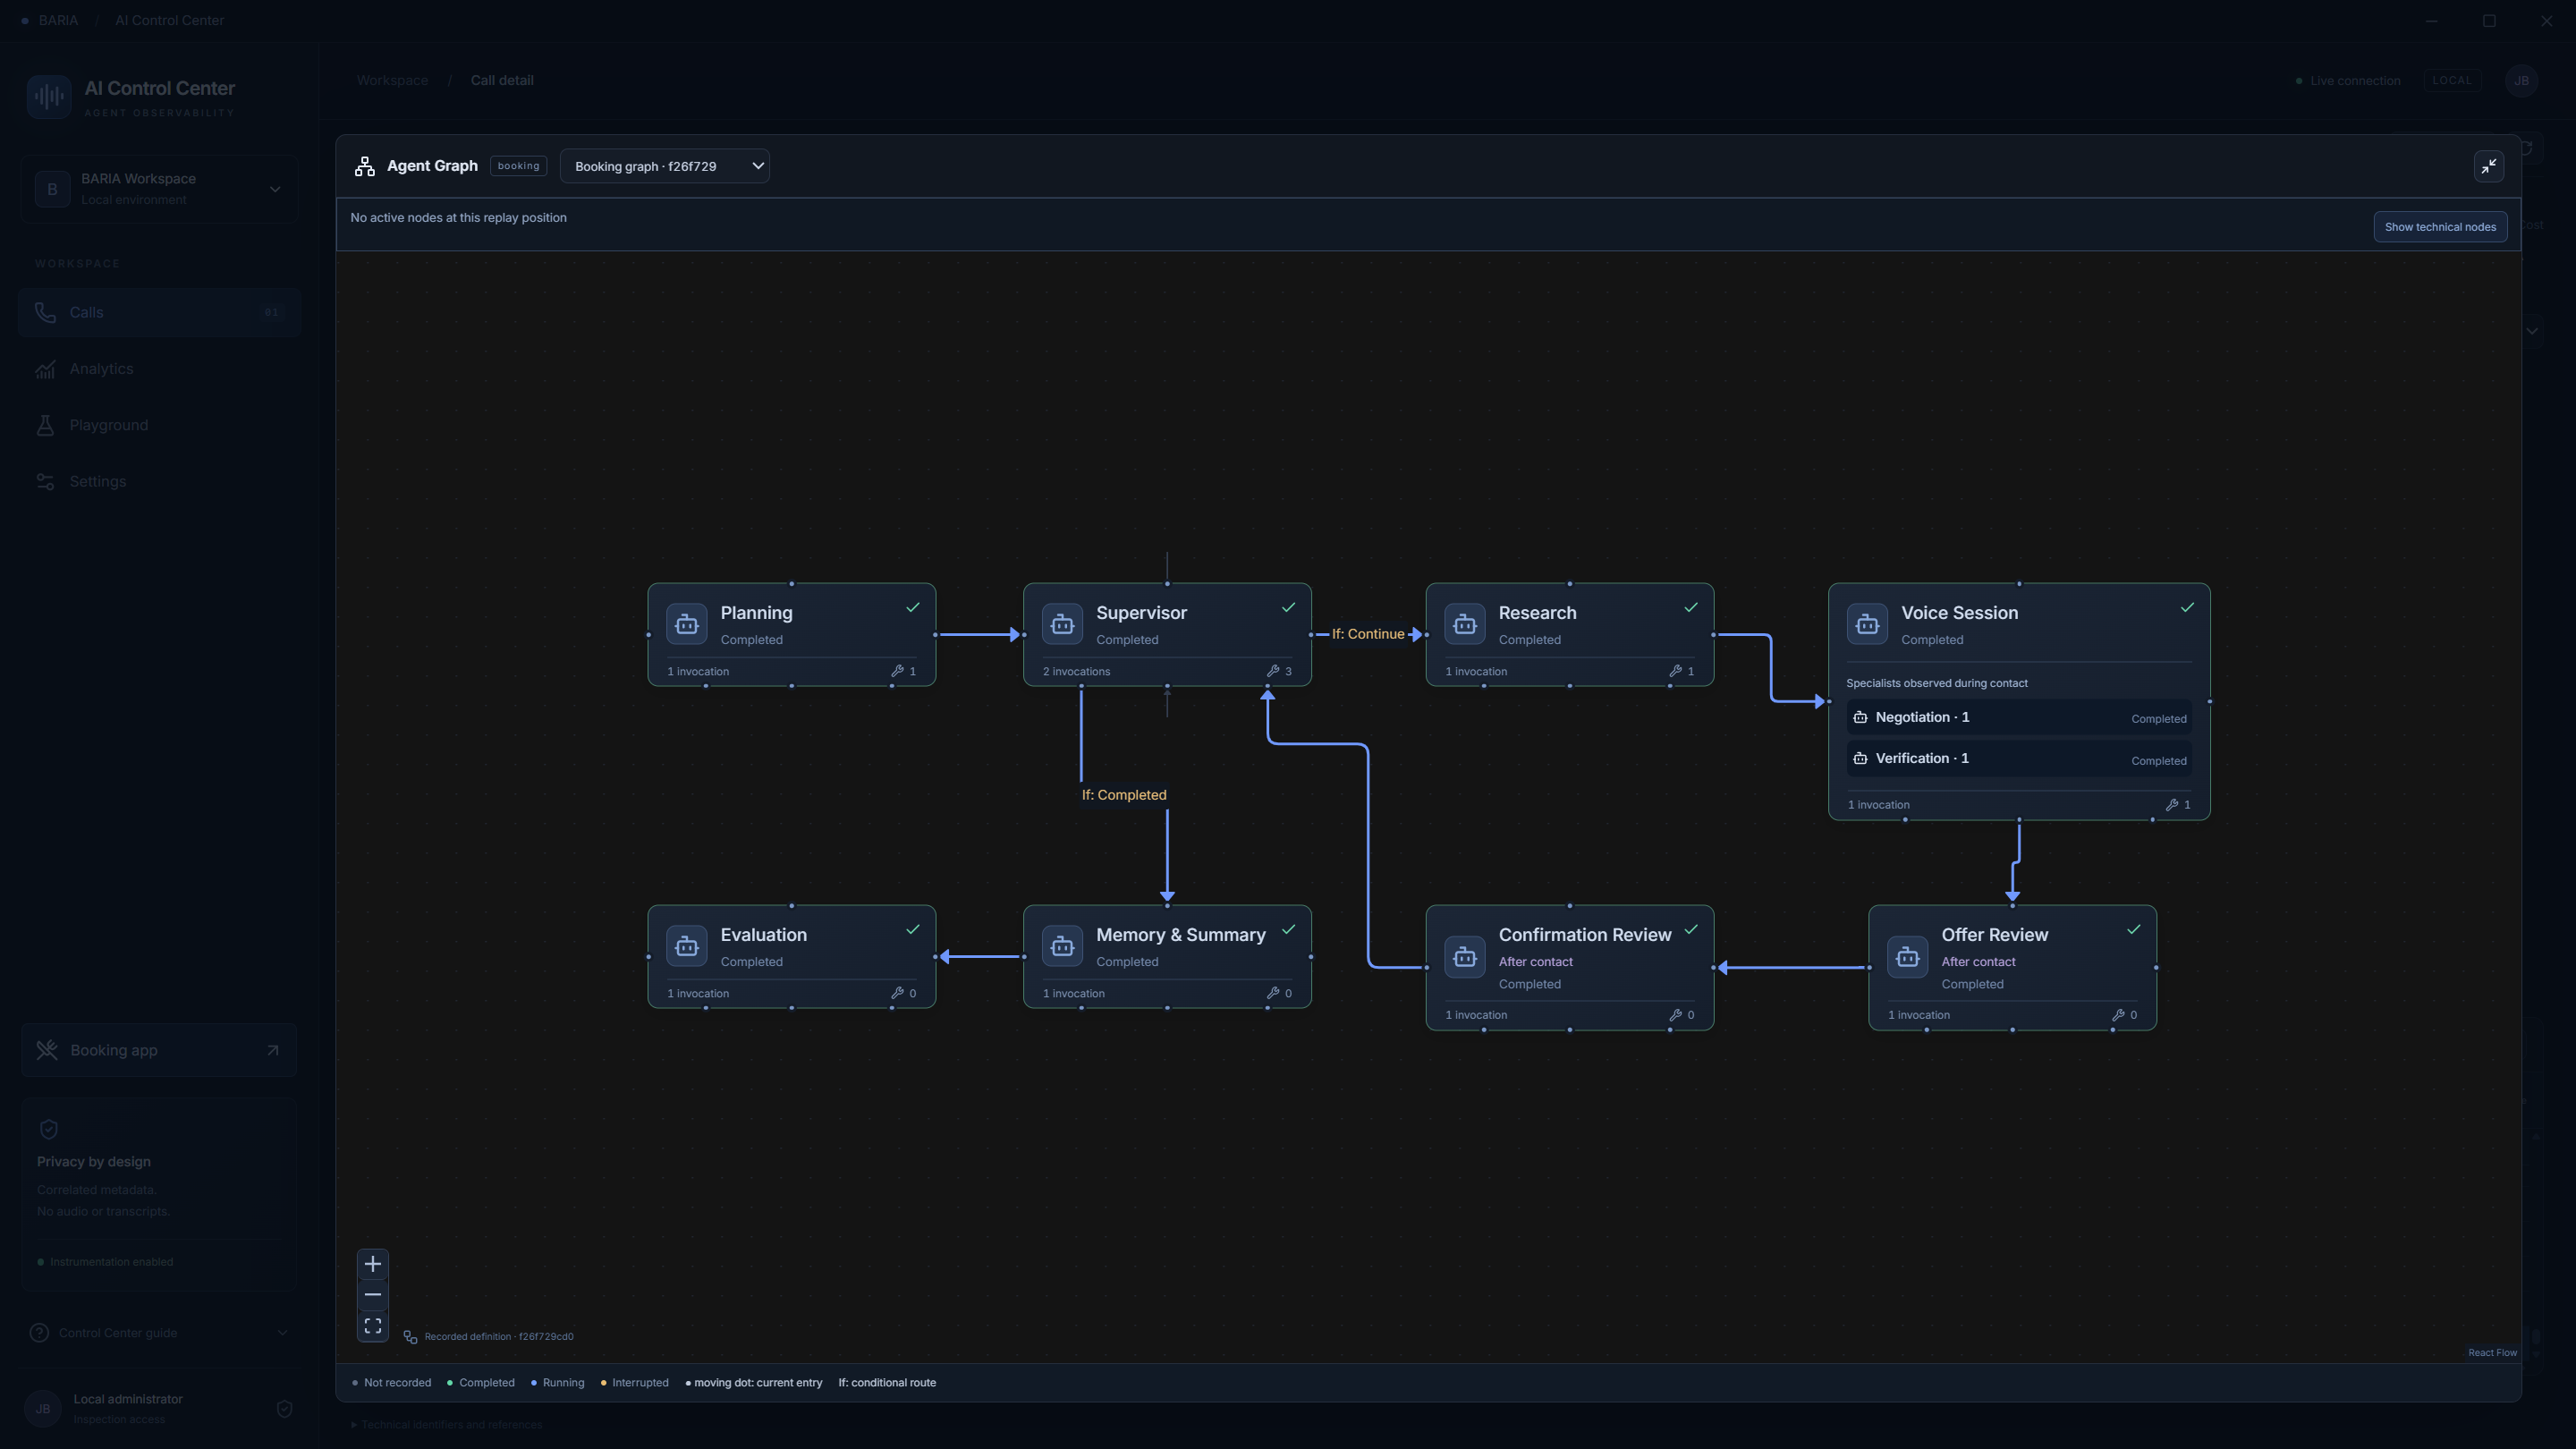 BARIA / AI Control Center
AI Control Center
AGENT OBSERVABILITY
Workspace / Call detail
Live connection
LOCAL
JB
B
BARIA Workspace
Local environment
WORKSPACE
Calls
01
Analytics
Playground
Settings
Booking app
Privacy by design
Correlated metadata.
No audio or transcripts.
Instrumentation enabled
Control Center guide
JB
Local administrator
Inspection access
Agent Graph
booking
Booking graph · f26f729
No active nodes at this replay position
Show technical nodes
Cost
Planning
Completed
1 invocation
1
Supervisor
Completed
2 invocations
3
If: Continue
Research
Completed
1 invocation
1
Voice Session
Completed
Specialists observed during contact
Negotiation · 1
Completed
Verification · 1
Completed
1 invocation
1
If: Completed
Evaluation
Completed
1 invocation
0
Memory & Summary
Completed
1 invocation
0
Confirmation Review
After contact
Completed
1 invocation
0
Offer Review
After contact
Completed
1 invocation
0
Recorded definition · f26f729cd0
React Flow
Not recorded
Completed
Running
Interrupted
moving dot: current entry
If: conditional route
Technical identifiers and references